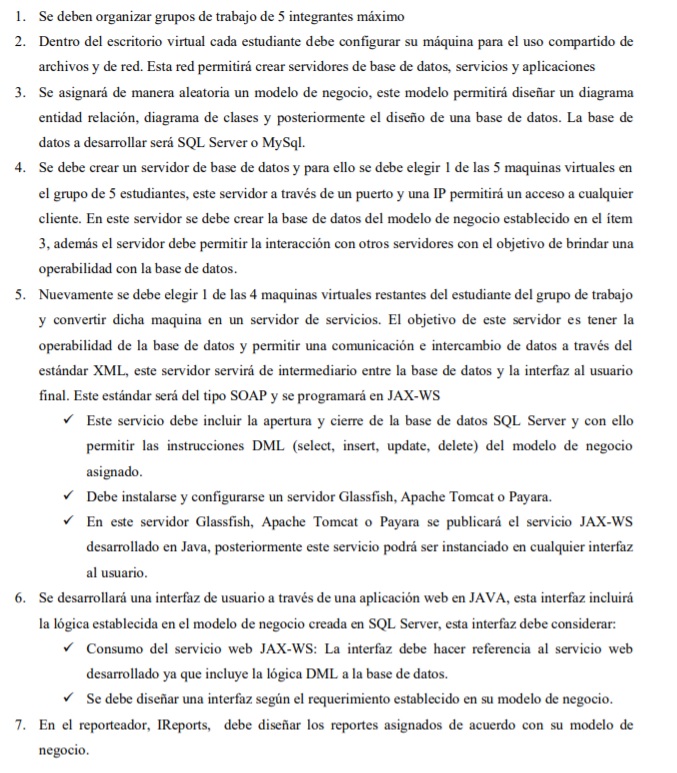 1. Se deben organizar grupos de trabajo de 5 integrantes máximo
2. Dentro del escritorio virtual cada estudiante debe configurar su máquina para el uso compartido de
archivos y de red. Esta red permitirá crear servidores de base de datos, servicios y aplicaciones
3. Se asignará de manera aleatoria un modelo de negocio, este modelo permitirá diseñar un diagrama
entidad relación, diagrama de clases y posteriormente el diseño de una base de datos. La base de
datos a desarrollar será SQL Server o MySql.
4. Se debe crear un servidor de base de datos y para ello se debe elegir 1 de las 5 maquinas virtuales en
el grupo de 5 estudiantes, este servidor a través de un puerto y una IP permitirá un acceso a cualquier
cliente. En este servidor se debe crear la base de datos del modelo de negocio establecido en el ítem
3, además el servidor debe permitir la interacción con otros servidores con el objetivo de brindar una
operabilidad con la base de datos.
5. Nuevamente se debe elegir 1 de las 4 maquinas virtuales restantes del estudiante del grupo de trabajo
y convertir dicha maquina en un servidor de servicios. El objetivo de este servidor es tener la
operabilidad de la base de datos y permitir una comunicación e intercambio de datos a través del
estándar XML, este servidor servirá de intermediario entre la base de datos y la interfaz al usuario
final. Este estándar será del tipo SOAP y se programará en JAX-WS
✓ Este servicio debe incluir la apertura y cierre de la base de datos SQL Server y con ello
permitir las instrucciones DML (select, insert, update, delete) del modelo de negocio
asignado.
✓ Debe instalarse y configurarse un servidor Glassfish, Apache Tomcat o Payara.
✓ En este servidor Glassfish, Apache Tomcat o Payara se publicará el servicio JAX-WS
desarrollado en Java, posteriormente este servicio podrá ser instanciado en cualquier interfaz
al usuario.
6. Se desarrollará una interfaz de usuario a través de una aplicación web en JAVA, esta interfaz incluirá
la lógica establecida en el modelo de negocio creada en SQL Server, esta interfaz debe considerar:
✓ Consumo del servicio web JAX-WS: La interfaz debe hacer referencia al servicio web
desarrollado ya que incluye la lógica DML a la base de datos.
✓ Se debe diseñar una interfaz según el requerimiento establecido en su modelo de negocio.
7. En el reporteador, IReports, debe diseñar los reportes asignados de acuerdo con su modelo de
negocio.